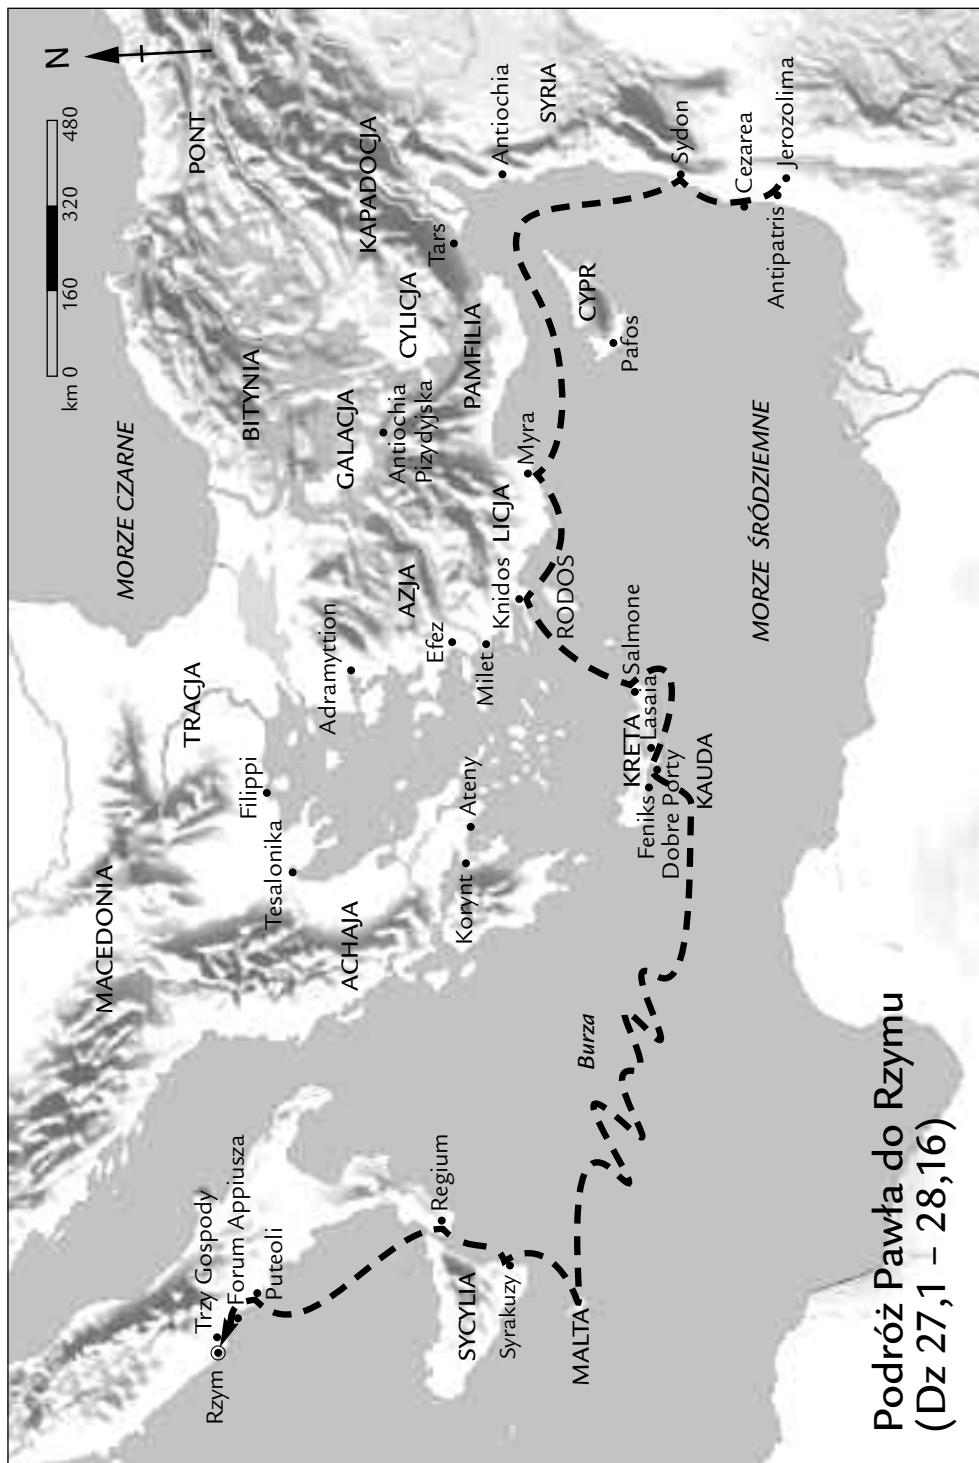 N
km 0 160 320 480
MORZE CZARNE
PONT
BITYNIA
KAPADOCJA
GALACJA
CYLICJA
Tars
Antiochia
SYRIA
Antiochia
Pizydyjska
PAMFILIA
TRACJA
MACEDONIA
Filippi
Tesalonika
ACHAJA
Adramyttion
AZJA
Efez
Milet
Knidos
LICJA
Myra
RODOS
CYPR
Pafos
Sydon
Cezarea
Antipatris
Jerozolima
Korynt
Ateny
Salmone
Lasaia
KRETA
Feniks
Dobre Porty
KAUDA
MORZE ŚRÓDZIEMNE
Burza
Rzym
Trzy Gospody
Forum Appiusza
Puteoli
Regium
SYCYLIA
Syrakuzy
MALTA
Podróż Pawła do Rzymu
(Dz 27,1 – 28,16)